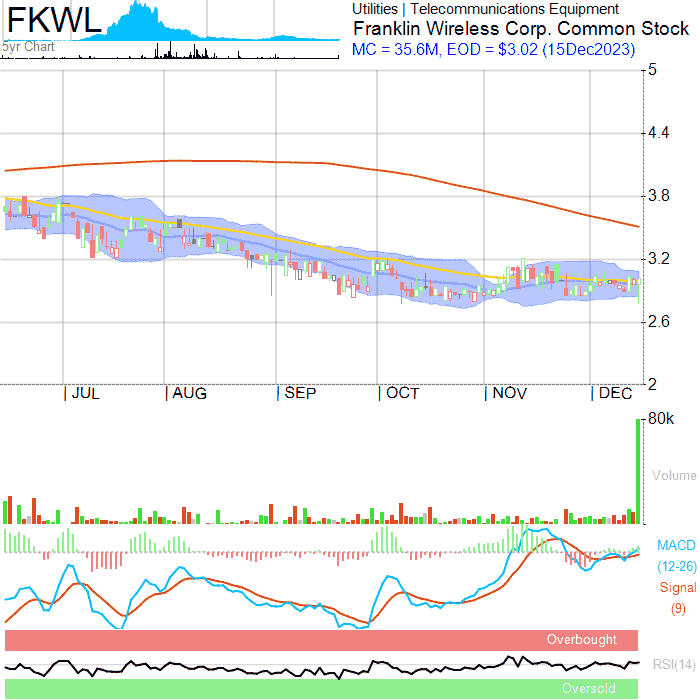 FKWL
5yr Chart
Utilities | Telecommunications Equipment
Franklin Wireless Corp. Common Stock
MC = 35.6M, EOD = $3.02 (15Dec2023)
5
4.4
3.8
3.2
2.6
2
| JUL | AUG | SEP | OCT | NOV | DEC
80k
Volume
MACD
(12-26)
Signal
(9)
Overbought
RSI(14)
Oversold